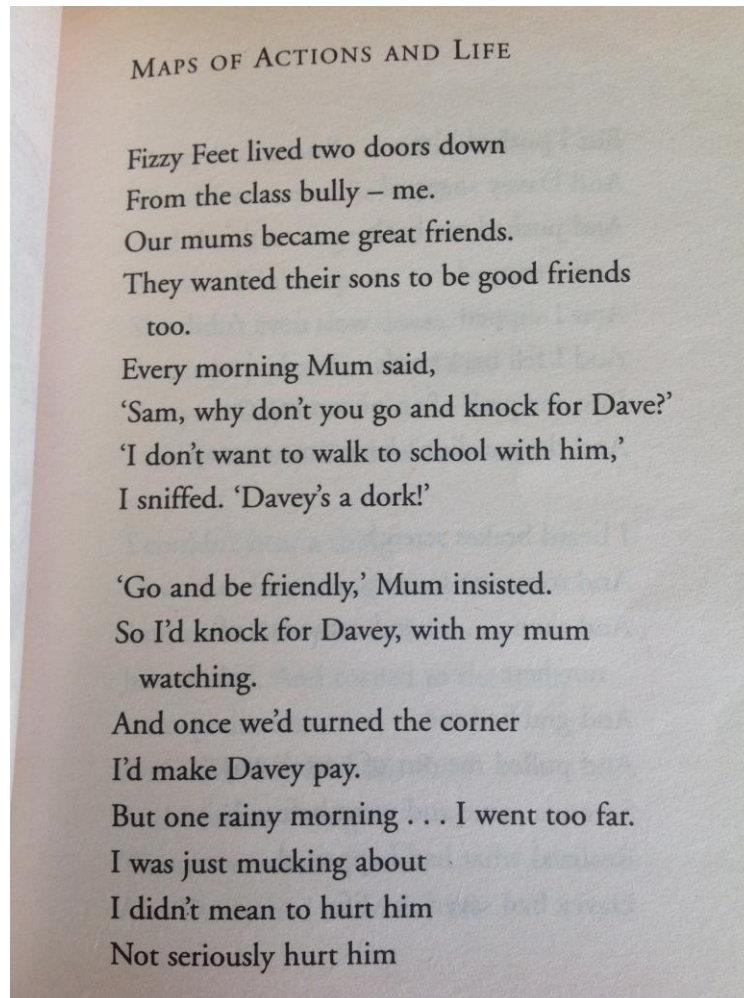 MAPS OF ACTIONS AND LIFE
Fizzy Feet lived two doors down
From the class bully – me.
Our mums became great friends.
They wanted their sons to be good friends
too.
Every morning Mum said,
‘Sam, why don’t you go and knock for Dave?’
‘I don’t want to walk to school with him,’
I sniffed. ‘Davey’s a dork!’
‘Go and be friendly,’ Mum insisted.
So I’d knock for Davey, with my mum
watching.
And once we’d turned the corner
I’d make Davey pay.
But one rainy morning . . . I went too far.
I was just mucking about
I didn’t mean to hurt him
Not seriously hurt him